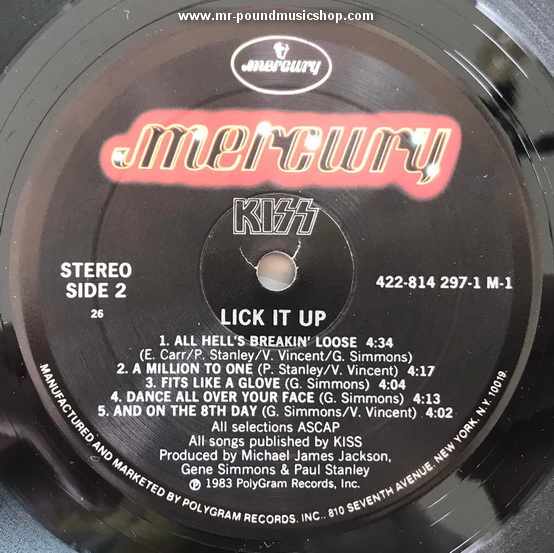 www.mr-poundmusicshop.com
mercury
mercury
KISS
STEREO
SIDE 2
26
422-814 297-1 M-1
LICK IT UP
1. ALL HELL'S BREAKIN' LOOSE 4:34
(E. Carr/P. Stanley/V. Vincent/G. Simmons)
2. A MILLION TO ONE (P. Stanley/V. Vincent) 4:17
3. FITS LIKE A GLOVE (G. Simmons) 4:04
4. DANCE ALL OVER YOUR FACE (G. Simmons) 4:13
5. AND ON THE 8TH DAY (G. Simmons/V. Vincent) 4:02
All selections ASCAP
All songs published by KISS
Produced by Michael James Jackson,
Gene Simmons & Paul Stanley
℗ 1983 PolyGram Records, Inc.
MANUFACTURED AND MARKETED BY POLYGRAM RECORDS, INC., 810 SEVENTH AVENUE, NEW YORK, N.Y. 10019.